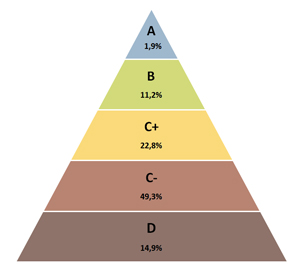 A
1,9%
B
11,2%
C+
22,8%
C-
49,3%
D
14,9%